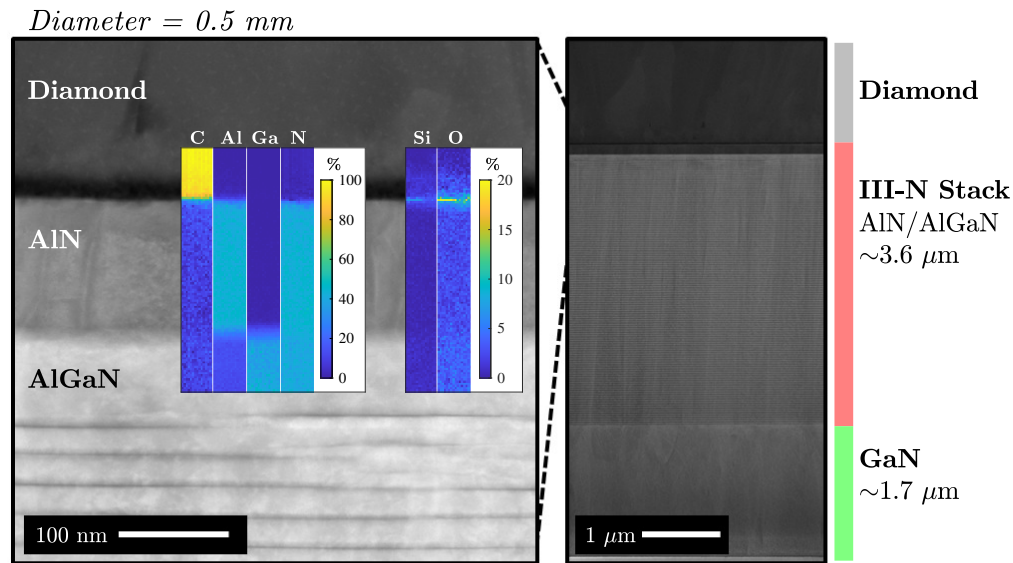 Diameter = 0.5 mm
Diamond
C Al Ga N
%
100
80
60
40
20
0
Si O
%
20
15
10
5
0
AlN
AlGaN
100 nm
1 μm
Diamond
III-N Stack
AlN/AlGaN
~3.6 μm
GaN
~1.7 μm